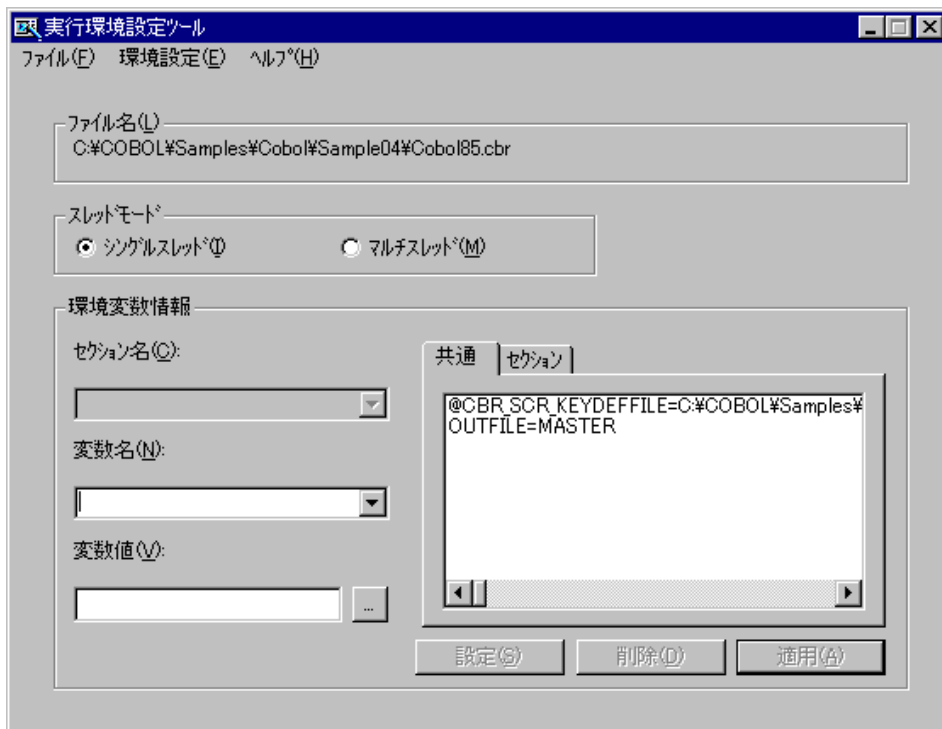 実行環境設定ツール
ﾌｧｲﾙ(F) 環境設定(E) ﾍﾙﾌﾟ(H)
ﾌｧｲﾙ名(L)
C:¥COBOL¥Samples¥Cobol¥Sample04¥Cobol85.cbr
ｽﾚｯﾄﾞﾓｰﾄﾞ
ｼﾝｸﾞﾙｽﾚｯﾄﾞ(I) ﾏﾙﾁｽﾚｯﾄﾞ(M)
環境変数情報
ｾｸｼｮﾝ名(C):
共通 ｾｸｼｮﾝ
@CBR_SCR_KEYDEFFILE=C:¥COBOL¥Samples¥
OUTFILE=MASTER
変数名(N):
変数値(V):
...
設定(S) 削除(D) 適用(A)